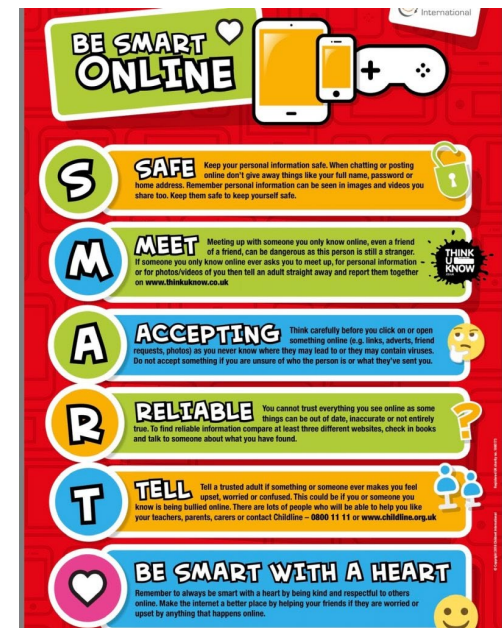 International
BE SMART
ONLINE
S
SAFE Keep your personal information safe. When chatting or posting
online don't give away things like your full name, password or
home address. Remember personal information can be seen in images and videos you
share too. Keep them safe to keep yourself safe.
M
MEET Meeting up with someone you only know online, even a friend
of a friend, can be dangerous as this person is still a stranger.
If someone you only know online ever asks you to meet up, for personal information
or for photos/videos of you then tell an adult straight away and report them together
on www.thinkuknow.co.uk
THINK
U
KNOW
A
ACCEPTING Think carefully before you click on or open
something online (e.g. links, adverts, friend
requests, photos) as you never know where they may lead to or they may contain viruses.
Do not accept something if you are unsure of who the person is or what they've sent you.
R
RELIABLE You cannot trust everything you see online as some
things can be out of date, inaccurate or not entirely
true. To find reliable information compare at least three different websites, check in books
and talk to someone about what you have found.
T
TELL Tell a trusted adult if something or someone ever makes you feel
upset, worried or confused. This could be if you or someone you
know is being bullied online. There are lots of people who will be able to help you like
your teachers, parents, carers or contact Childline – 0800 11 11 or www.childline.org.uk
BE SMART WITH A HEART
Remember to always be smart with a heart by being kind and respectful to others
online. Make the internet a better place by helping your friends if they are worried or
upset by anything that happens online.